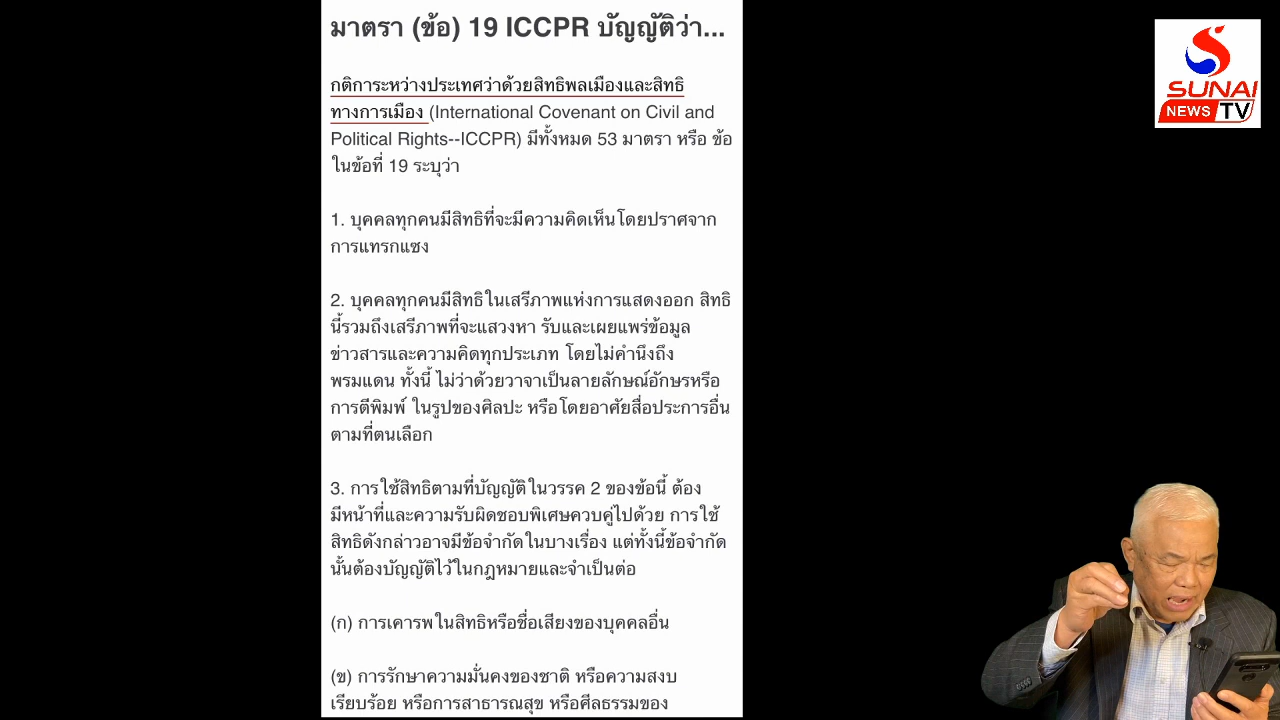 มาตรา (ข้อ) 19 ICCPR บัญญัติว่า...
กติการะหว่างประเทศว่าด้วยสิทธิพลเมืองและสิทธิ
ทางการเมือง (International Covenant on Civil and
Political Rights--ICCPR) มีทั้งหมด 53 มาตรา หรือ ข้อ
ในข้อที่ 19 ระบุว่า
1. บุคคลทุกคนมีสิทธิที่จะมีความคิดเห็นโดยปราศจาก
การแทรกแซง
2. บุคคลทุกคนมีสิทธิในเสรีภาพแห่งการแสดงออก สิทธิ
นี้รวมถึงเสรีภาพที่จะแสวงหา รับและเผยแพร่ข้อมูล
ข่าวสารและความคิดทุกประเภท โดยไม่คำนึงถึง
พรมแดน ทั้งนี้ ไม่ว่าด้วยวาจาเป็นลายลักษณ์อักษรหรือ
การตีพิมพ์ ในรูปของศิลปะ หรือโดยอาศัยสื่อประการอื่น
ตามที่ตนเลือก
3. การใช้สิทธิตามที่บัญญัติในวรรค 2 ของข้อนี้ ต้อง
มีหน้าที่และความรับผิดชอบพิเศษควบคู่ไปด้วย การใช้
สิทธิดังกล่าวอาจมีข้อจำกัดในบางเรื่อง แต่ทั้งนี้ข้อจำกัด
นั้นต้องบัญญัติไว้ในกฎหมายและจำเป็นต่อ
(ก) การเคารพในสิทธิหรือชื่อเสียงของบุคคลอื่น
(ข) การรักษาความมั่นคงของชาติ หรือความสงบ
เรียบร้อย หรือการสาธารณสุข หรือศีลธรรมของ
SUNAI
NEWS TV